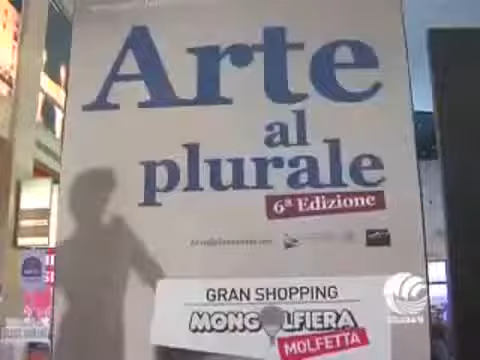 Arte
al
plurale
6ª Edizione
GRAN SHOPPING
MONGOLFIERA
MOLFETTA